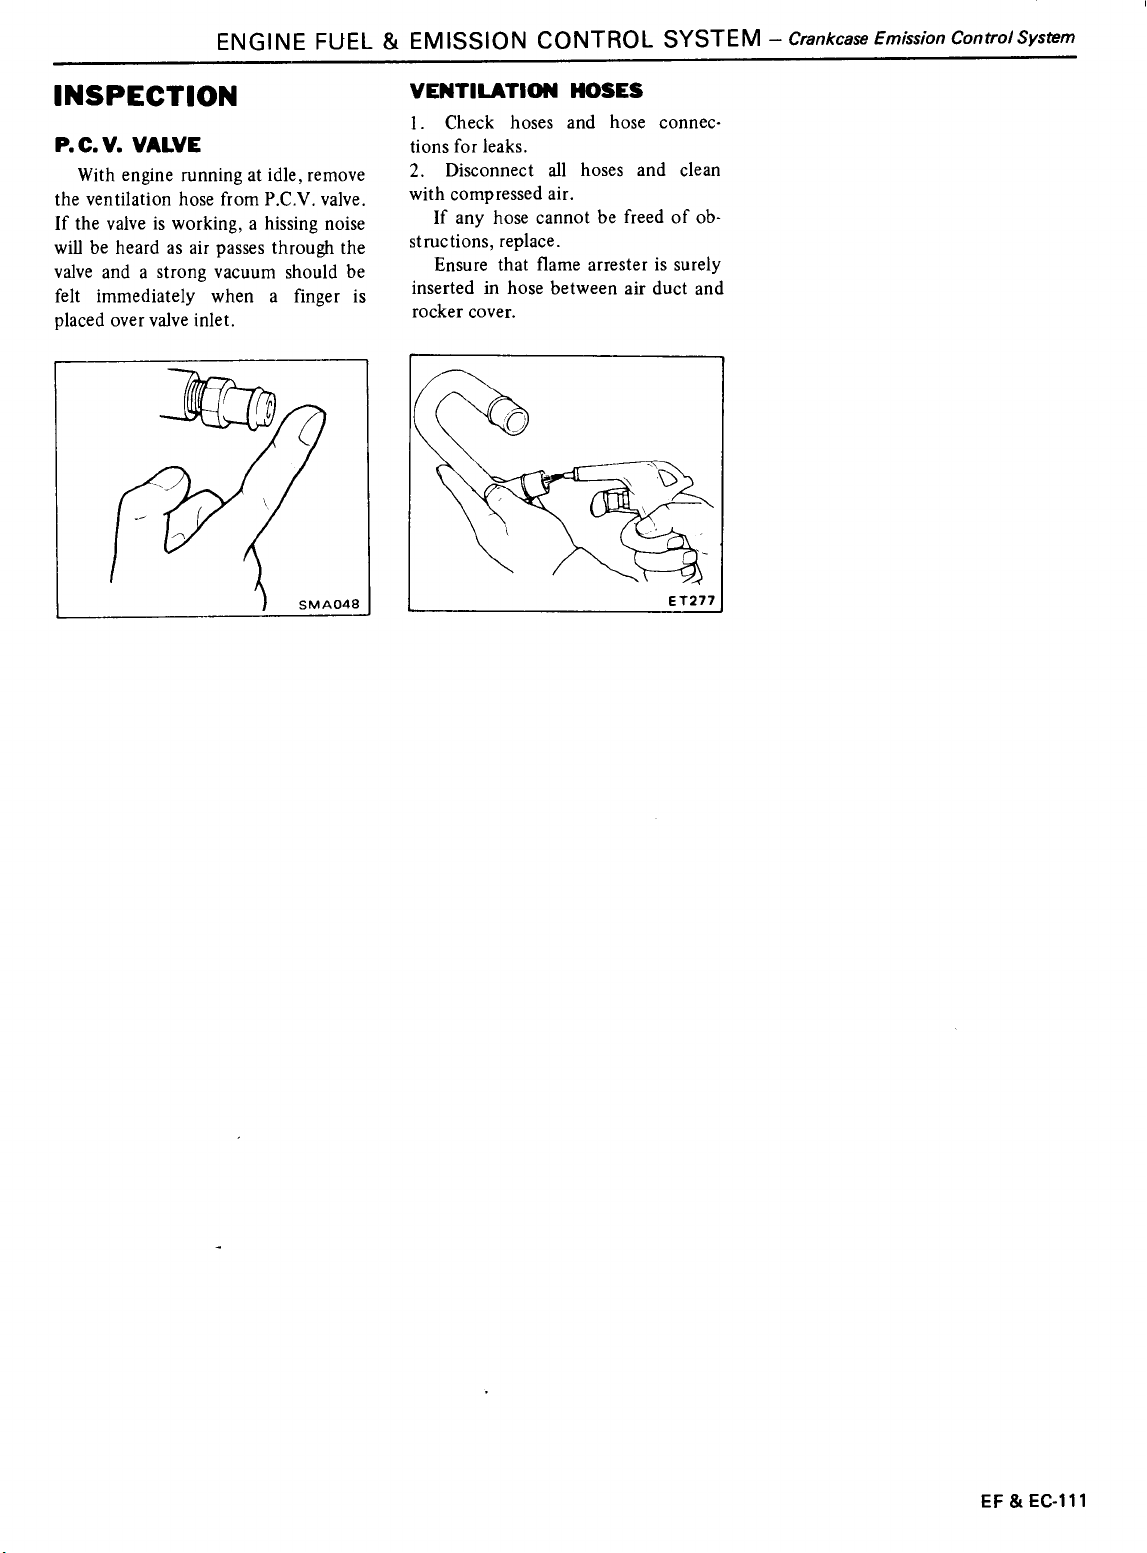 ENGINE FUEL & EMISSION CONTROL SYSTEM – Crankcase Emission Control System
INSPECTION
P.C.V. VALVE
With engine running at idle, remove
the ventilation hose from P.C.V. valve.
If the valve is working, a hissing noise
will be heard as air passes through the
valve and a strong vacuum should be
felt immediately when a finger is
placed over valve inlet.
SMA048
VENTILATION HOSES
1. Check hoses and hose connec-
tions for leaks.
2. Disconnect all hoses and clean
with compressed air.
If any hose cannot be freed of ob-
structions, replace.
Ensure that flame arrester is surely
inserted in hose between air duct and
rocker cover.
ET277
EF & EC-111